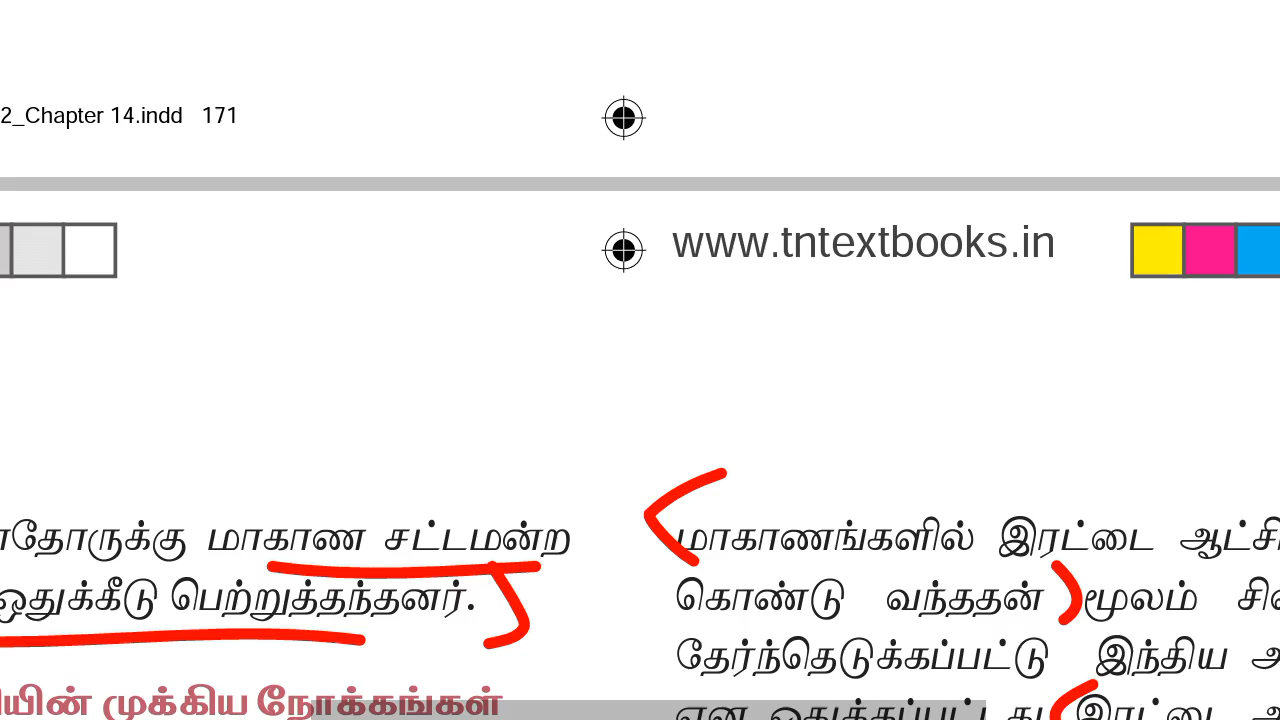 2_Chapter 14.indd 171
www.tntextbooks.in
மாகாண சட்டமன்ற
ஒதுக்கீடு பெற்றுத்தந்தனர்.
முக்கிய நோக்கங்கள்
மாகாணங்களில் இரட்டை
கொண்டு வந்ததன் மூலம்
தேர்ந்தெடுக்கப்பட்டு இந்திய
என